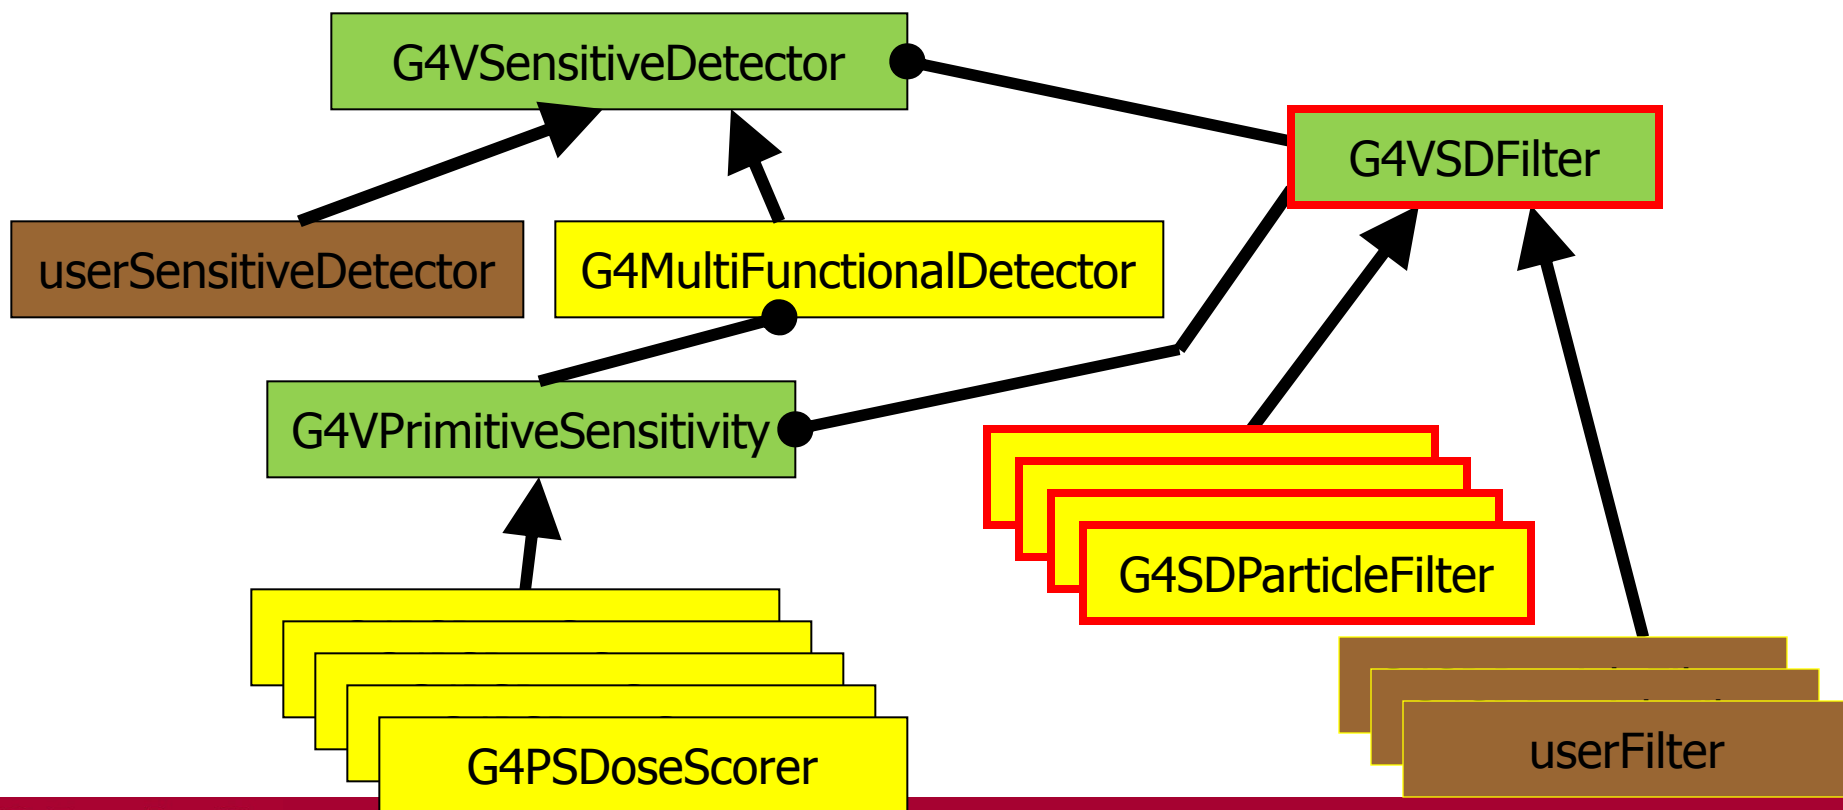 G4VSensitiveDetector
G4VSDFilter
userSensitiveDetector
G4MultiFunctionalDetector
G4VPrimitiveSensitivity
G4SDParticleFilter
userFilter
G4PSDoseScorer